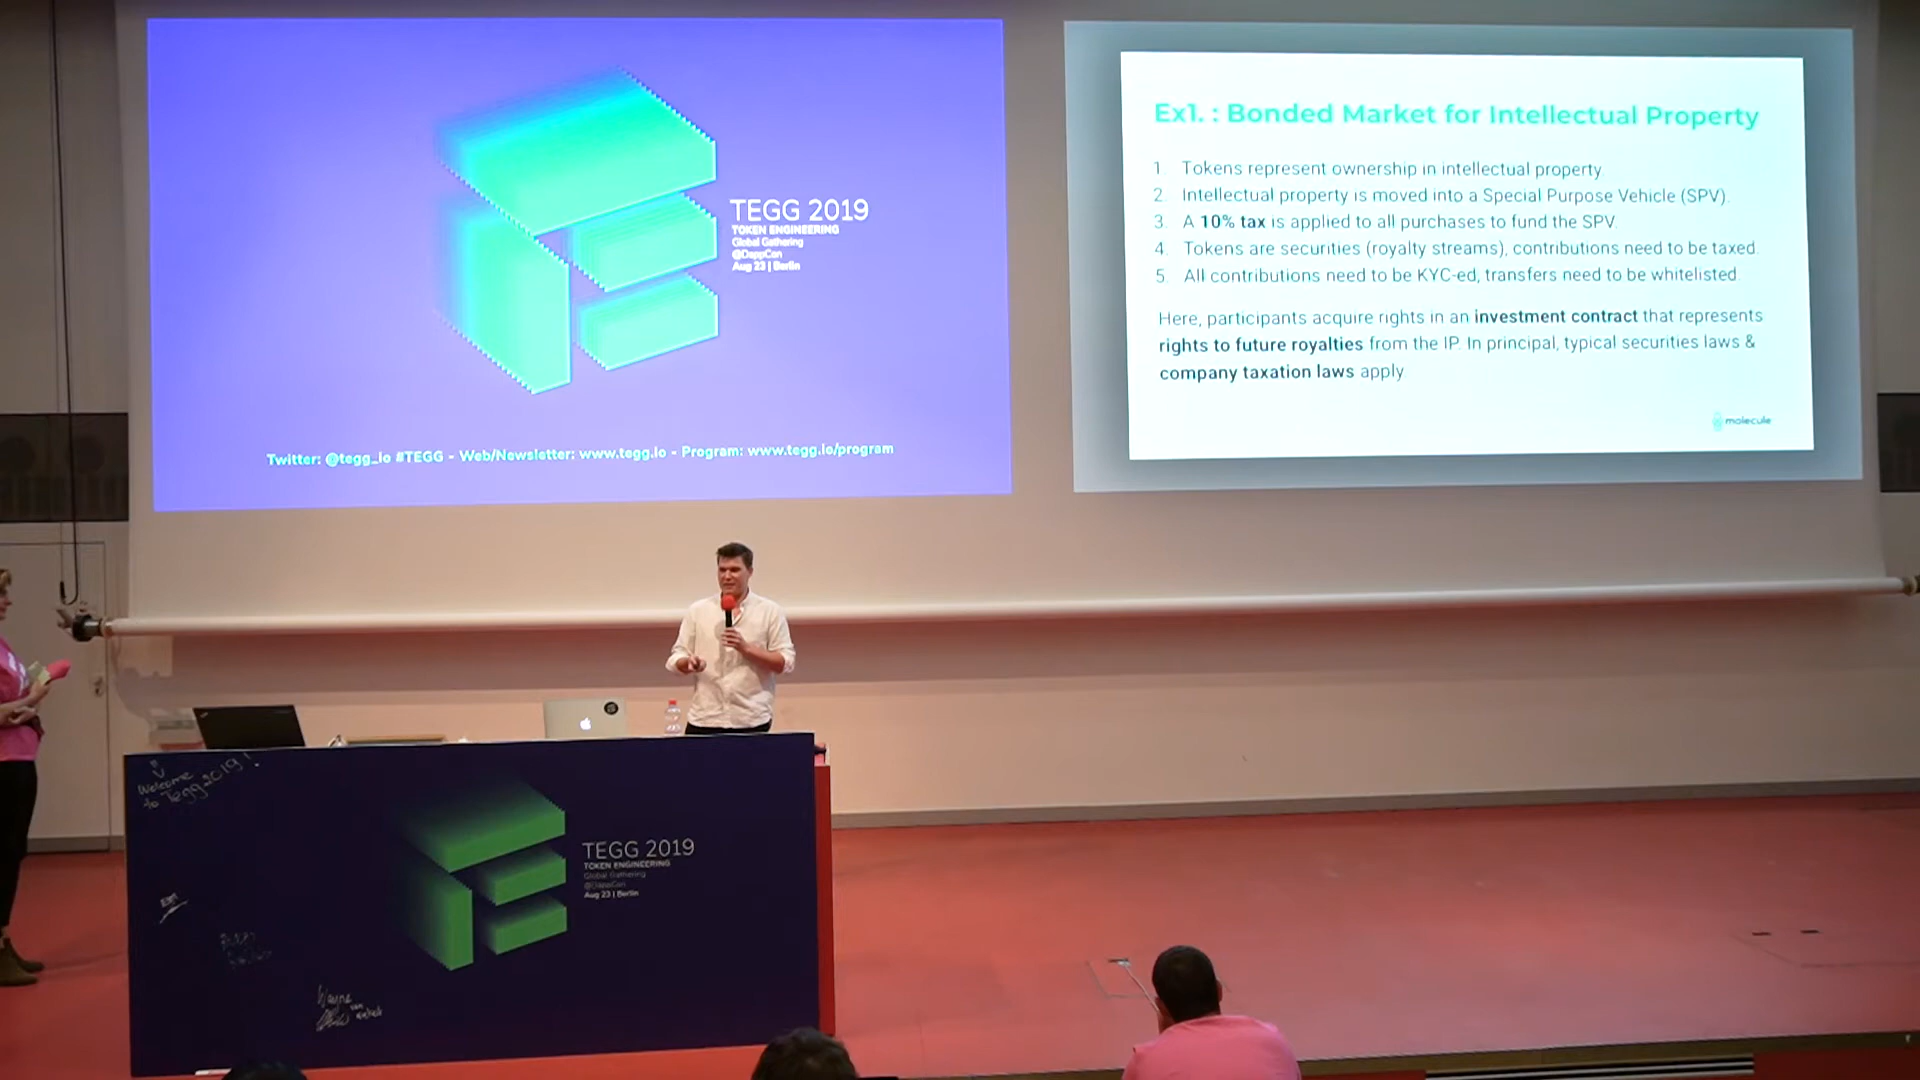 TEGG 2019
TOKEN ENGINEERING
Global Gathering
@DappCon
Aug 23 | Berlin
Twitter: @tegg_io #TEGG - Web/Newsletter: www.tegg.io - Program: www.tegg.io/program
Ex1. : Bonded Market for Intellectual Property
1. Tokens represent ownership in intellectual property.
2. Intellectual property is moved into a Special Purpose Vehicle (SPV).
3. A 10% tax is applied to all purchases to fund the SPV.
4. Tokens are securities (royalty streams), contributions need to be taxed.
5. All contributions need to be KYC-ed, transfers need to be whitelisted.
Here, participants acquire rights in an investment contract that represents
rights to future royalties from the IP. In principal, typical securities laws &
company taxation laws apply.
molecule
Welcome
to Tegg 2019!
TEGG 2019
TOKEN ENGINEERING
Global Gathering
@DappCon
Aug 23 | Berlin
Wayne